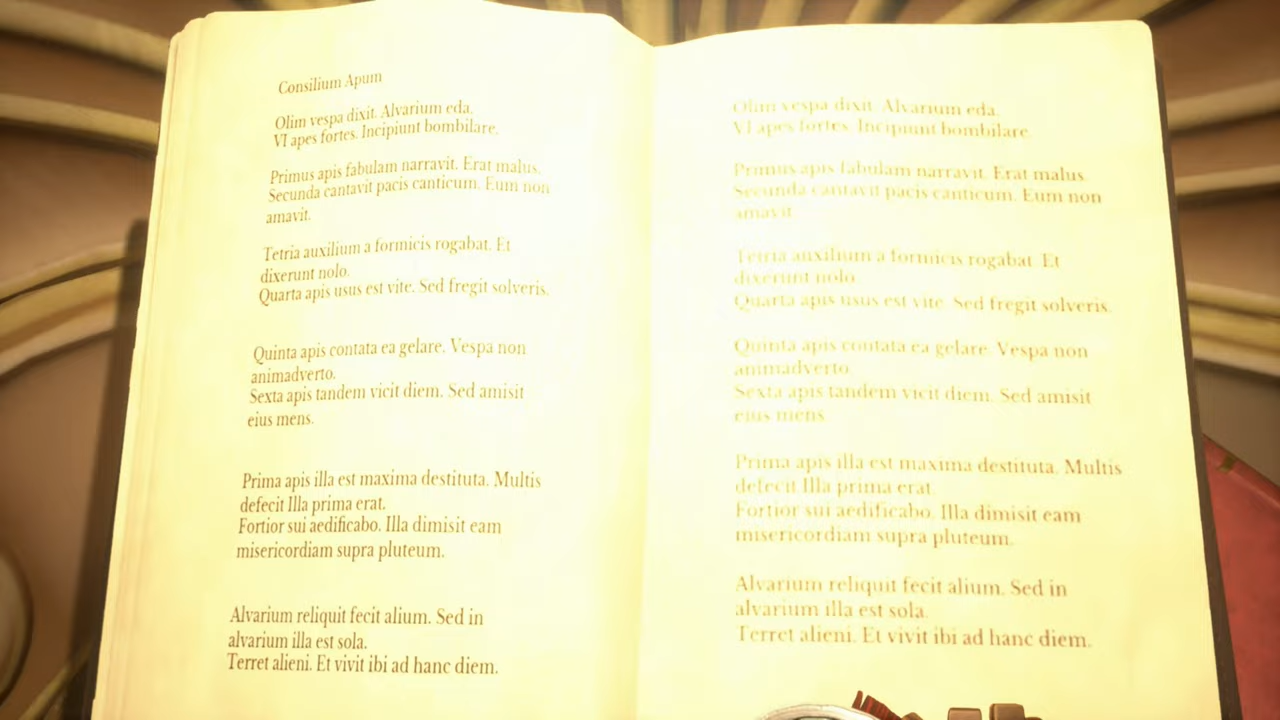 Consilium Apum
Olim vespa dixit. Alvarium eda.
VI apes fortes. Incipiunt bombilare.
Primus apis fabulam narravit. Erat malus.
Secunda cantavit pacis canticum. Eum non
amavit.
Tetria auxilium a formicis rogabat. Et
dixerunt nolo.
Quarta apis usus est vite. Sed fregit solveris.
Quinta apis contata ea gelare. Vespa non
animadverto.
Sexta apis tandem vicit diem. Sed amisit
eius mens.
Prima apis illa est maxima destituta. Multis
defecit Illa prima erat.
Fortior sui aedificabo. Illa dimisit eam
misericordiam supra pluteum.
Alvarium reliquit fecit alium. Sed in
alvarium illa est sola.
Terret alieni. Et vivit ibi ad hanc diem.
Olim vespa dixit. Alvarium eda.
VI apes fortes. Incipiunt bombilare.
Primus apis fabulam narravit. Erat malus.
Secunda cantavit pacis canticum. Eum non
amavit.
Tetria auxilium a formicis rogabat. Et
dixerunt nolo.
Quarta apis usus est vite. Sed fregit solveris.
Quinta apis contata ea gelare. Vespa non
animadverto.
Sexta apis tandem vicit diem. Sed amisit
eius mens.
Prima apis illa est maxima destituta. Multis
defecit Illa prima erat.
Fortior sui aedificabo. Illa dimisit eam
misericordiam supra pluteum.
Alvarium reliquit fecit alium. Sed in
alvarium illa est sola.
Terret alieni. Et vivit ibi ad hanc diem.